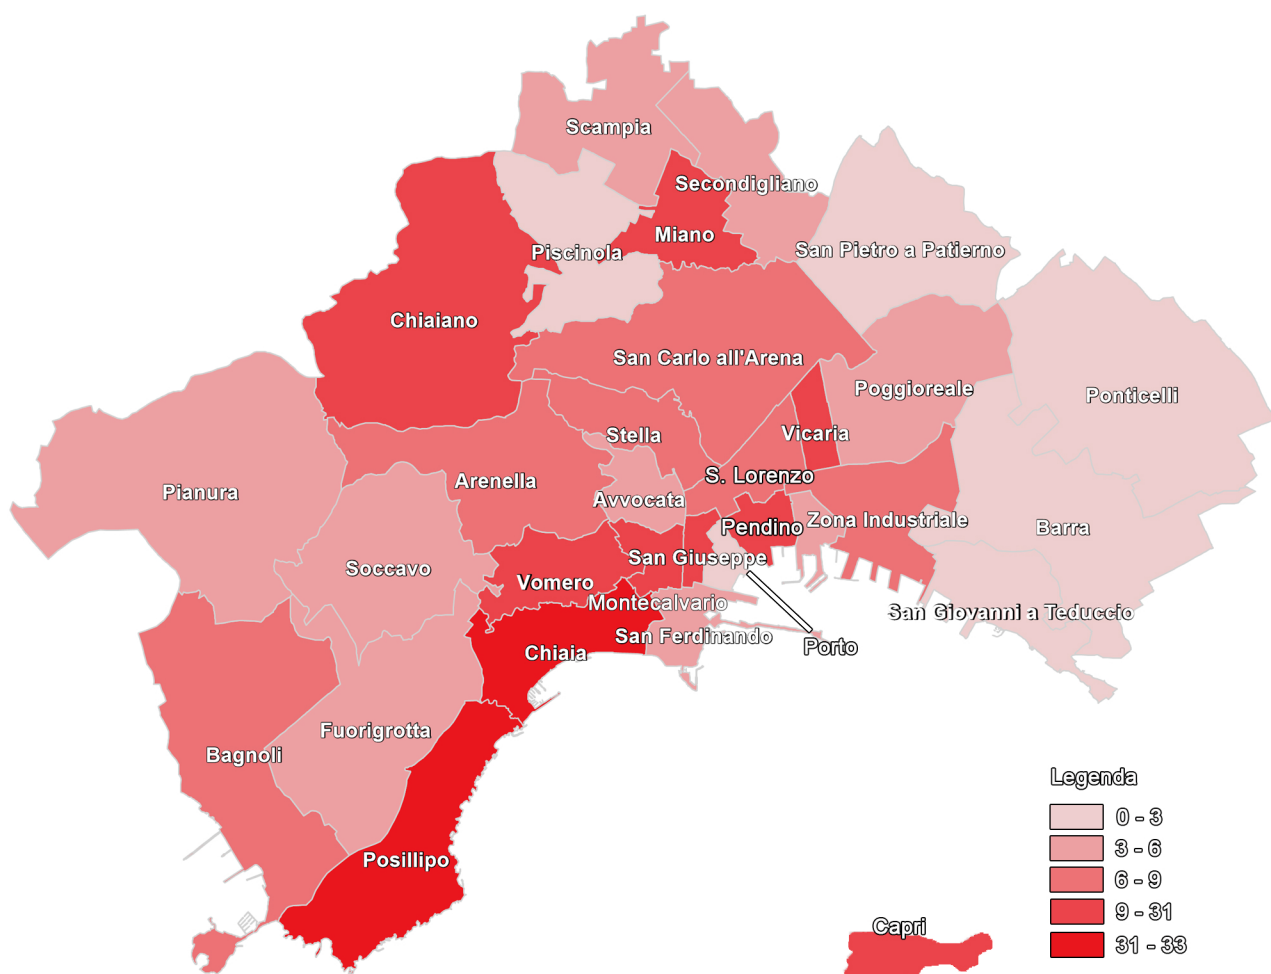 Scampia
Secondigliano
Miano
San Pietro a Patierno
Piscinola
Chiaiano
San Carlo all'Arena
Poggioreale
Ponticelli
Stella
Vicaria
S. Lorenzo
Arenella
Pianura
Avvocata
Pendino
Zona Industriale
Barra
San Giuseppe
Soccavo
Vomero
Montecalvario
San Giovanni a Teduccio
San Ferdinando
Porto
Chiaia
Fuorigrotta
Bagnoli
Posillipo
Legenda
0 - 3
3 - 6
6 - 9
9 - 31
31 - 33
Capri